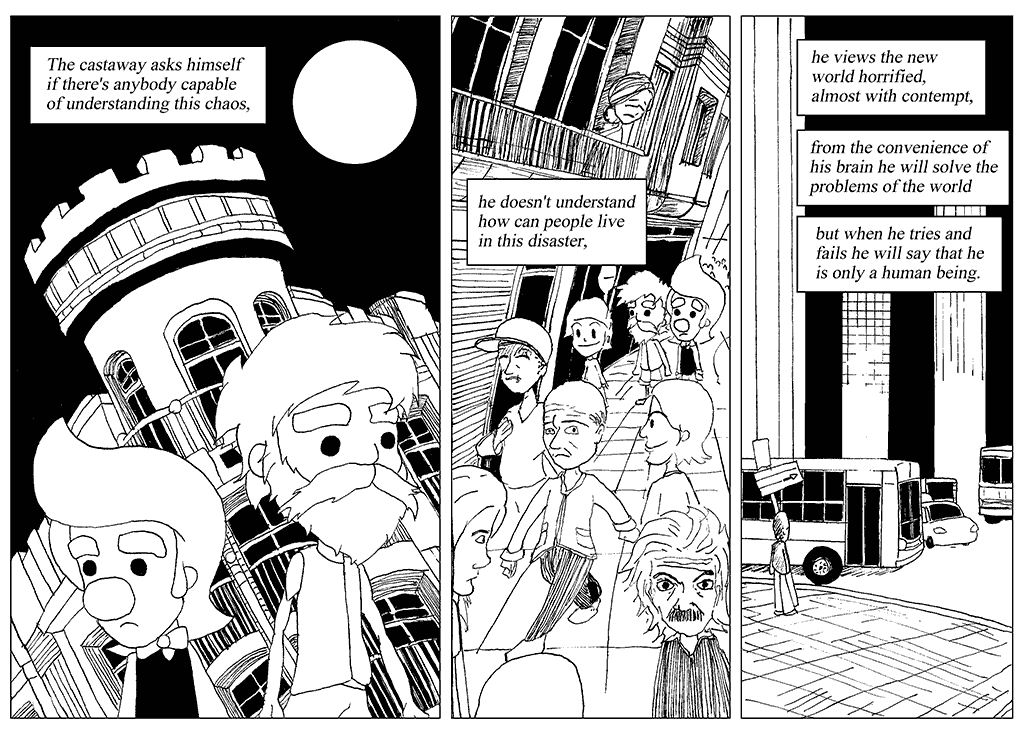 The castaway asks himself
if there's anybody capable
of understanding this chaos,
he doesn't understand
how can people live
in this disaster,
he views the new
world horrified,
almost with contempt,
from the convenience of
his brain he will solve the
problems of the world
but when he tries and
fails he will say that he
is only a human being.